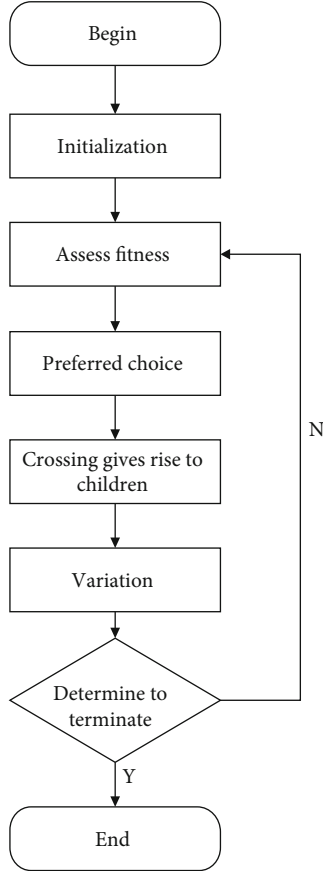 Begin
Initialization
Assess fitness
Preferred choice
N
Crossing gives rise to
children
Variation
Determine to
terminate
Y
End